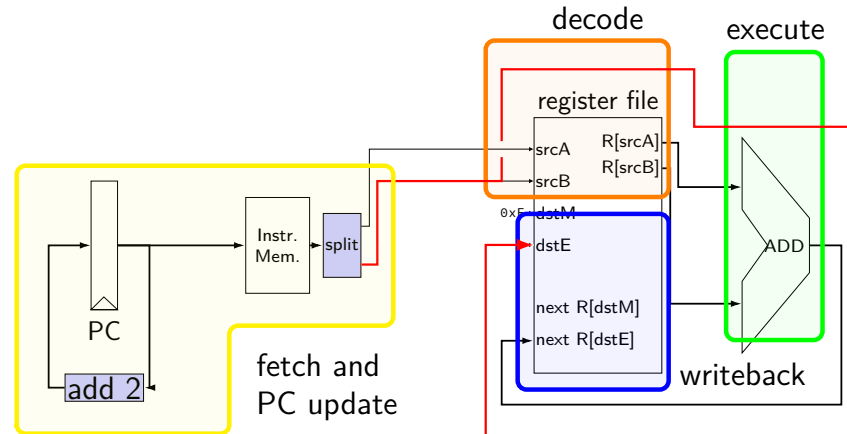 decode
execute
register file
R[srcA]
srcA
R[srcB]
srcB
0xF
dstM
Instr.
Mem.
split
dstE
ADD
next R[dstM]
PC
next R[dstE]
fetch and
PC update
writeback
add 2